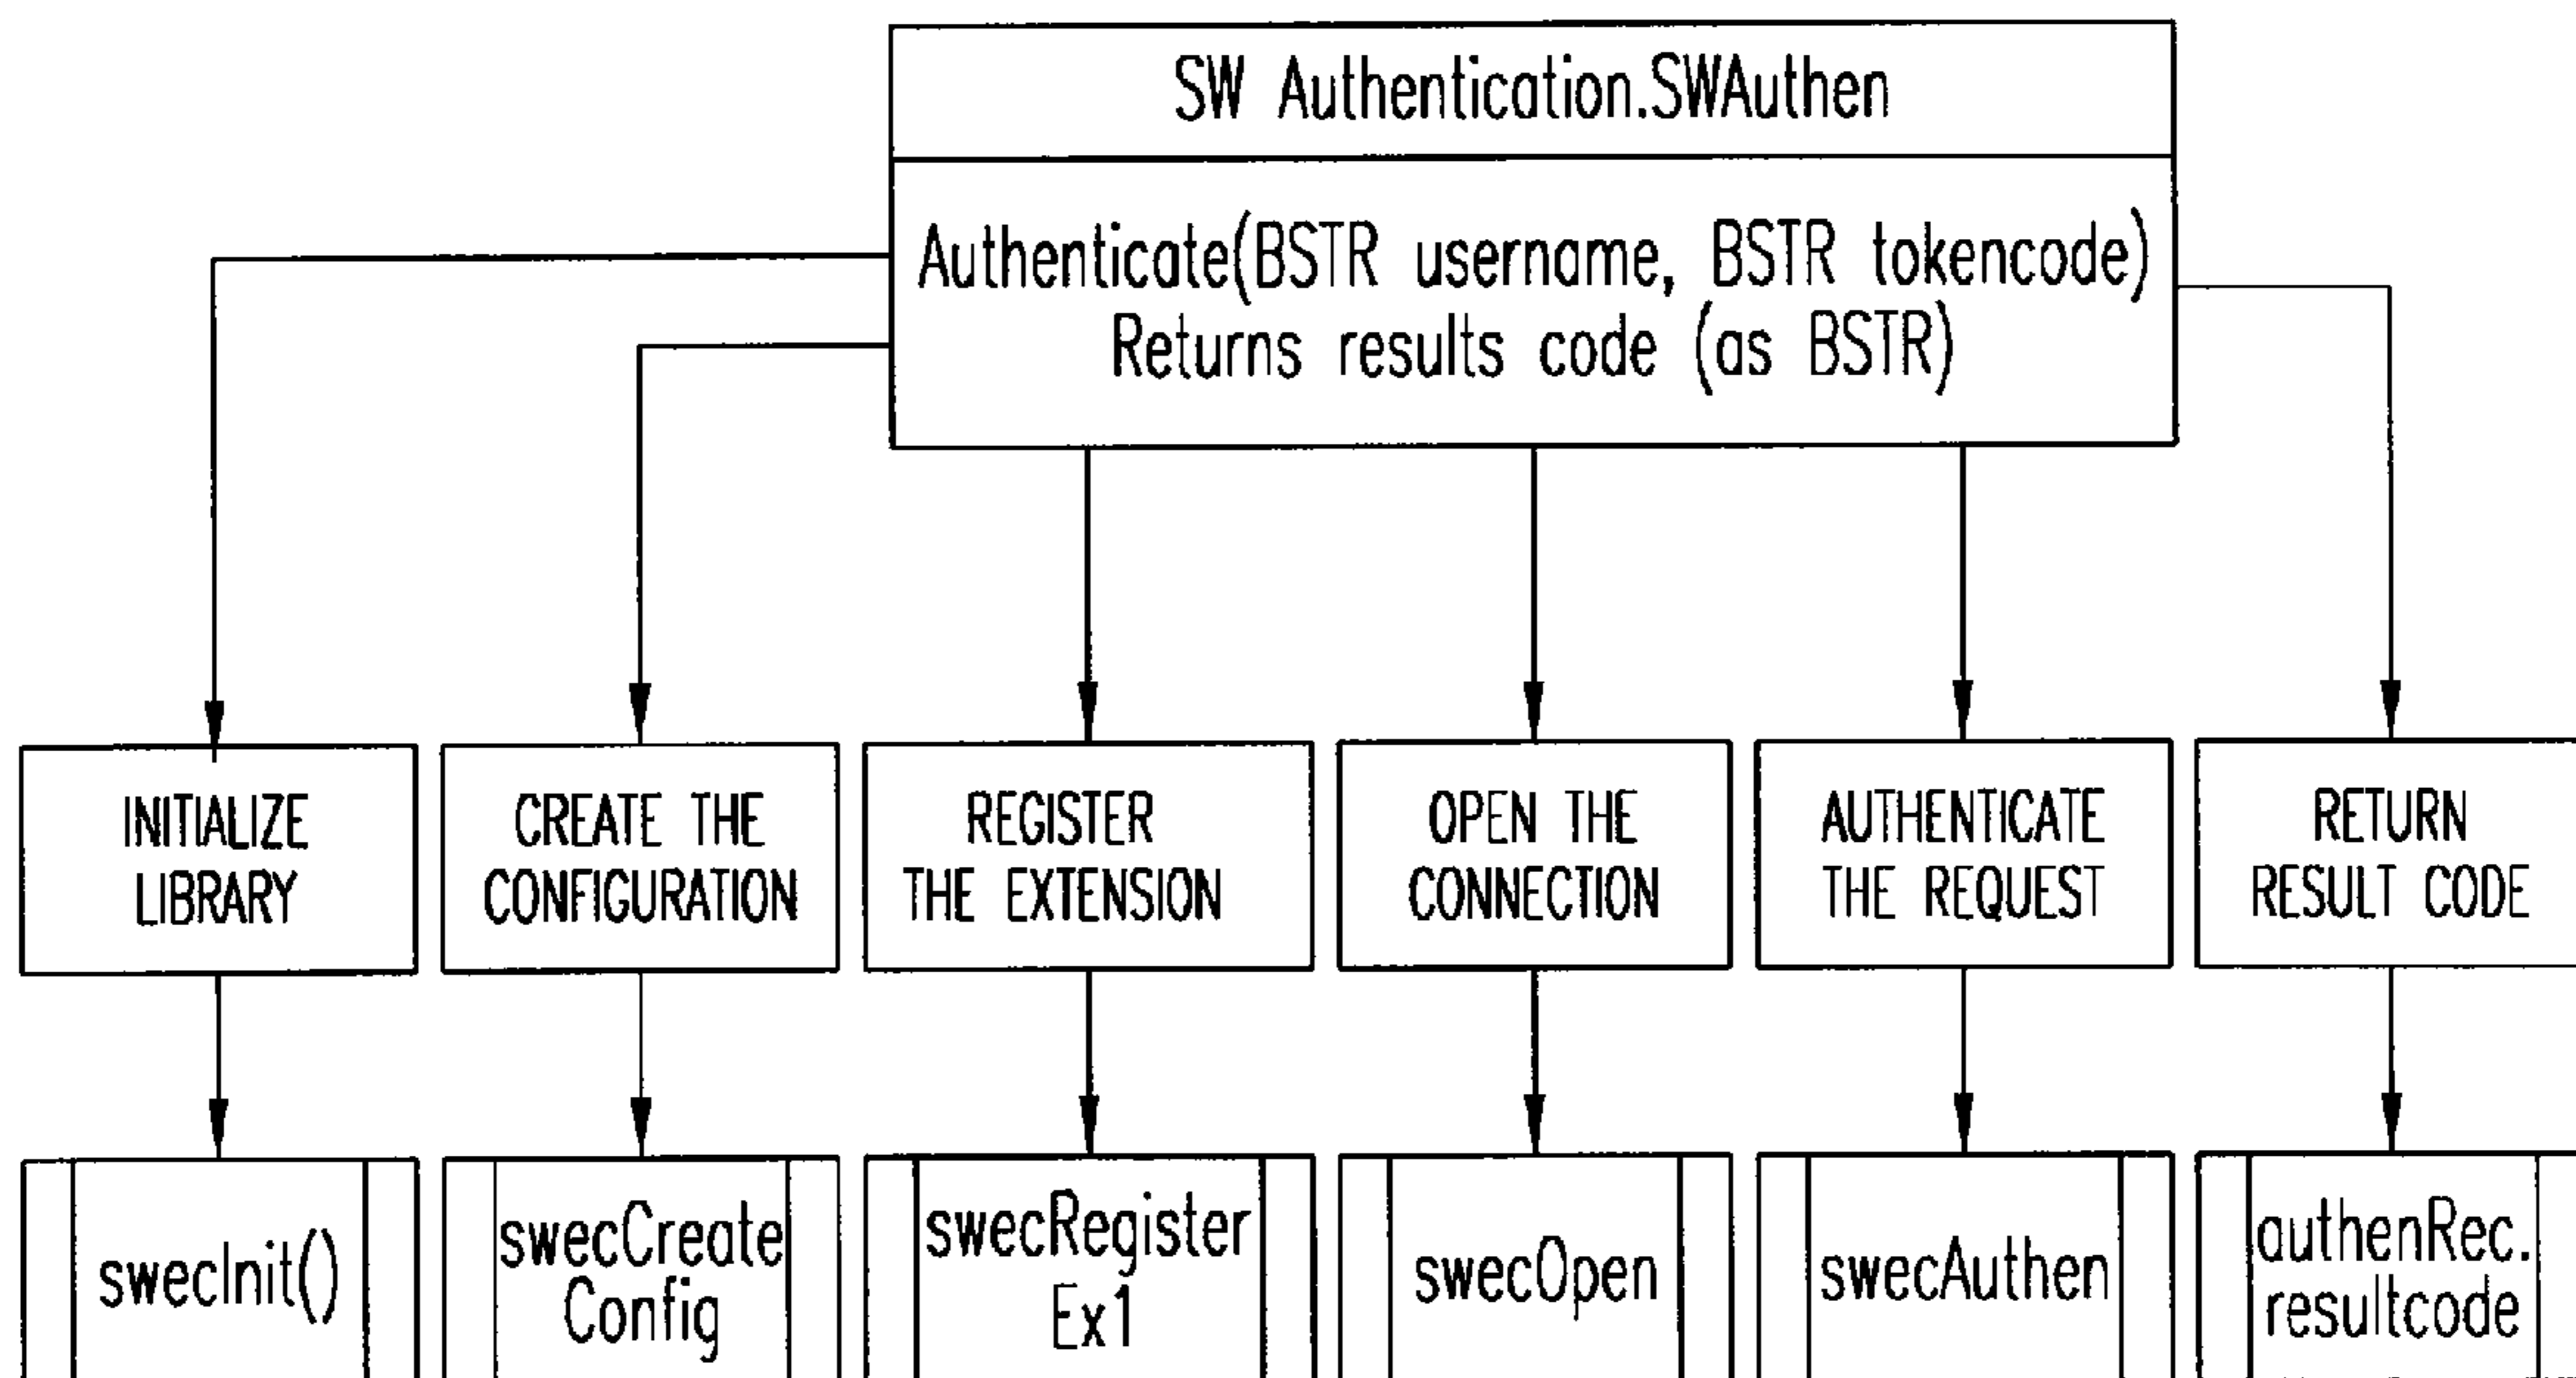 SW Authentication.SWAuthen
Authenticate(BSTR username, BSTR tokencode)
Returns results code (as BSTR)
INITIALIZE
LIBRARY
CREATE THE
CONFIGURATION
REGISTER
THE EXTENSION
OPEN THE
CONNECTION
AUTHENTICATE
THE REQUEST
RETURN
RESULT CODE
swecInit()
swecCreate
Config
swecRegister
Ex1
swecOpen
swecAuthen
authenRec.
resultcode